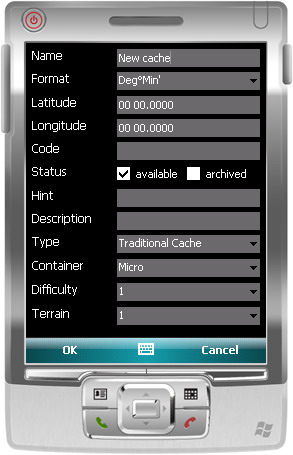 Name New cache
Format Deg°Min'
Latitude 00 00.0000
Longitude 00 00.0000
Code
Status available archived
Hint
Description
Type Traditional Cache
Container Micro
Difficulty 1
Terrain 1
OK Cancel